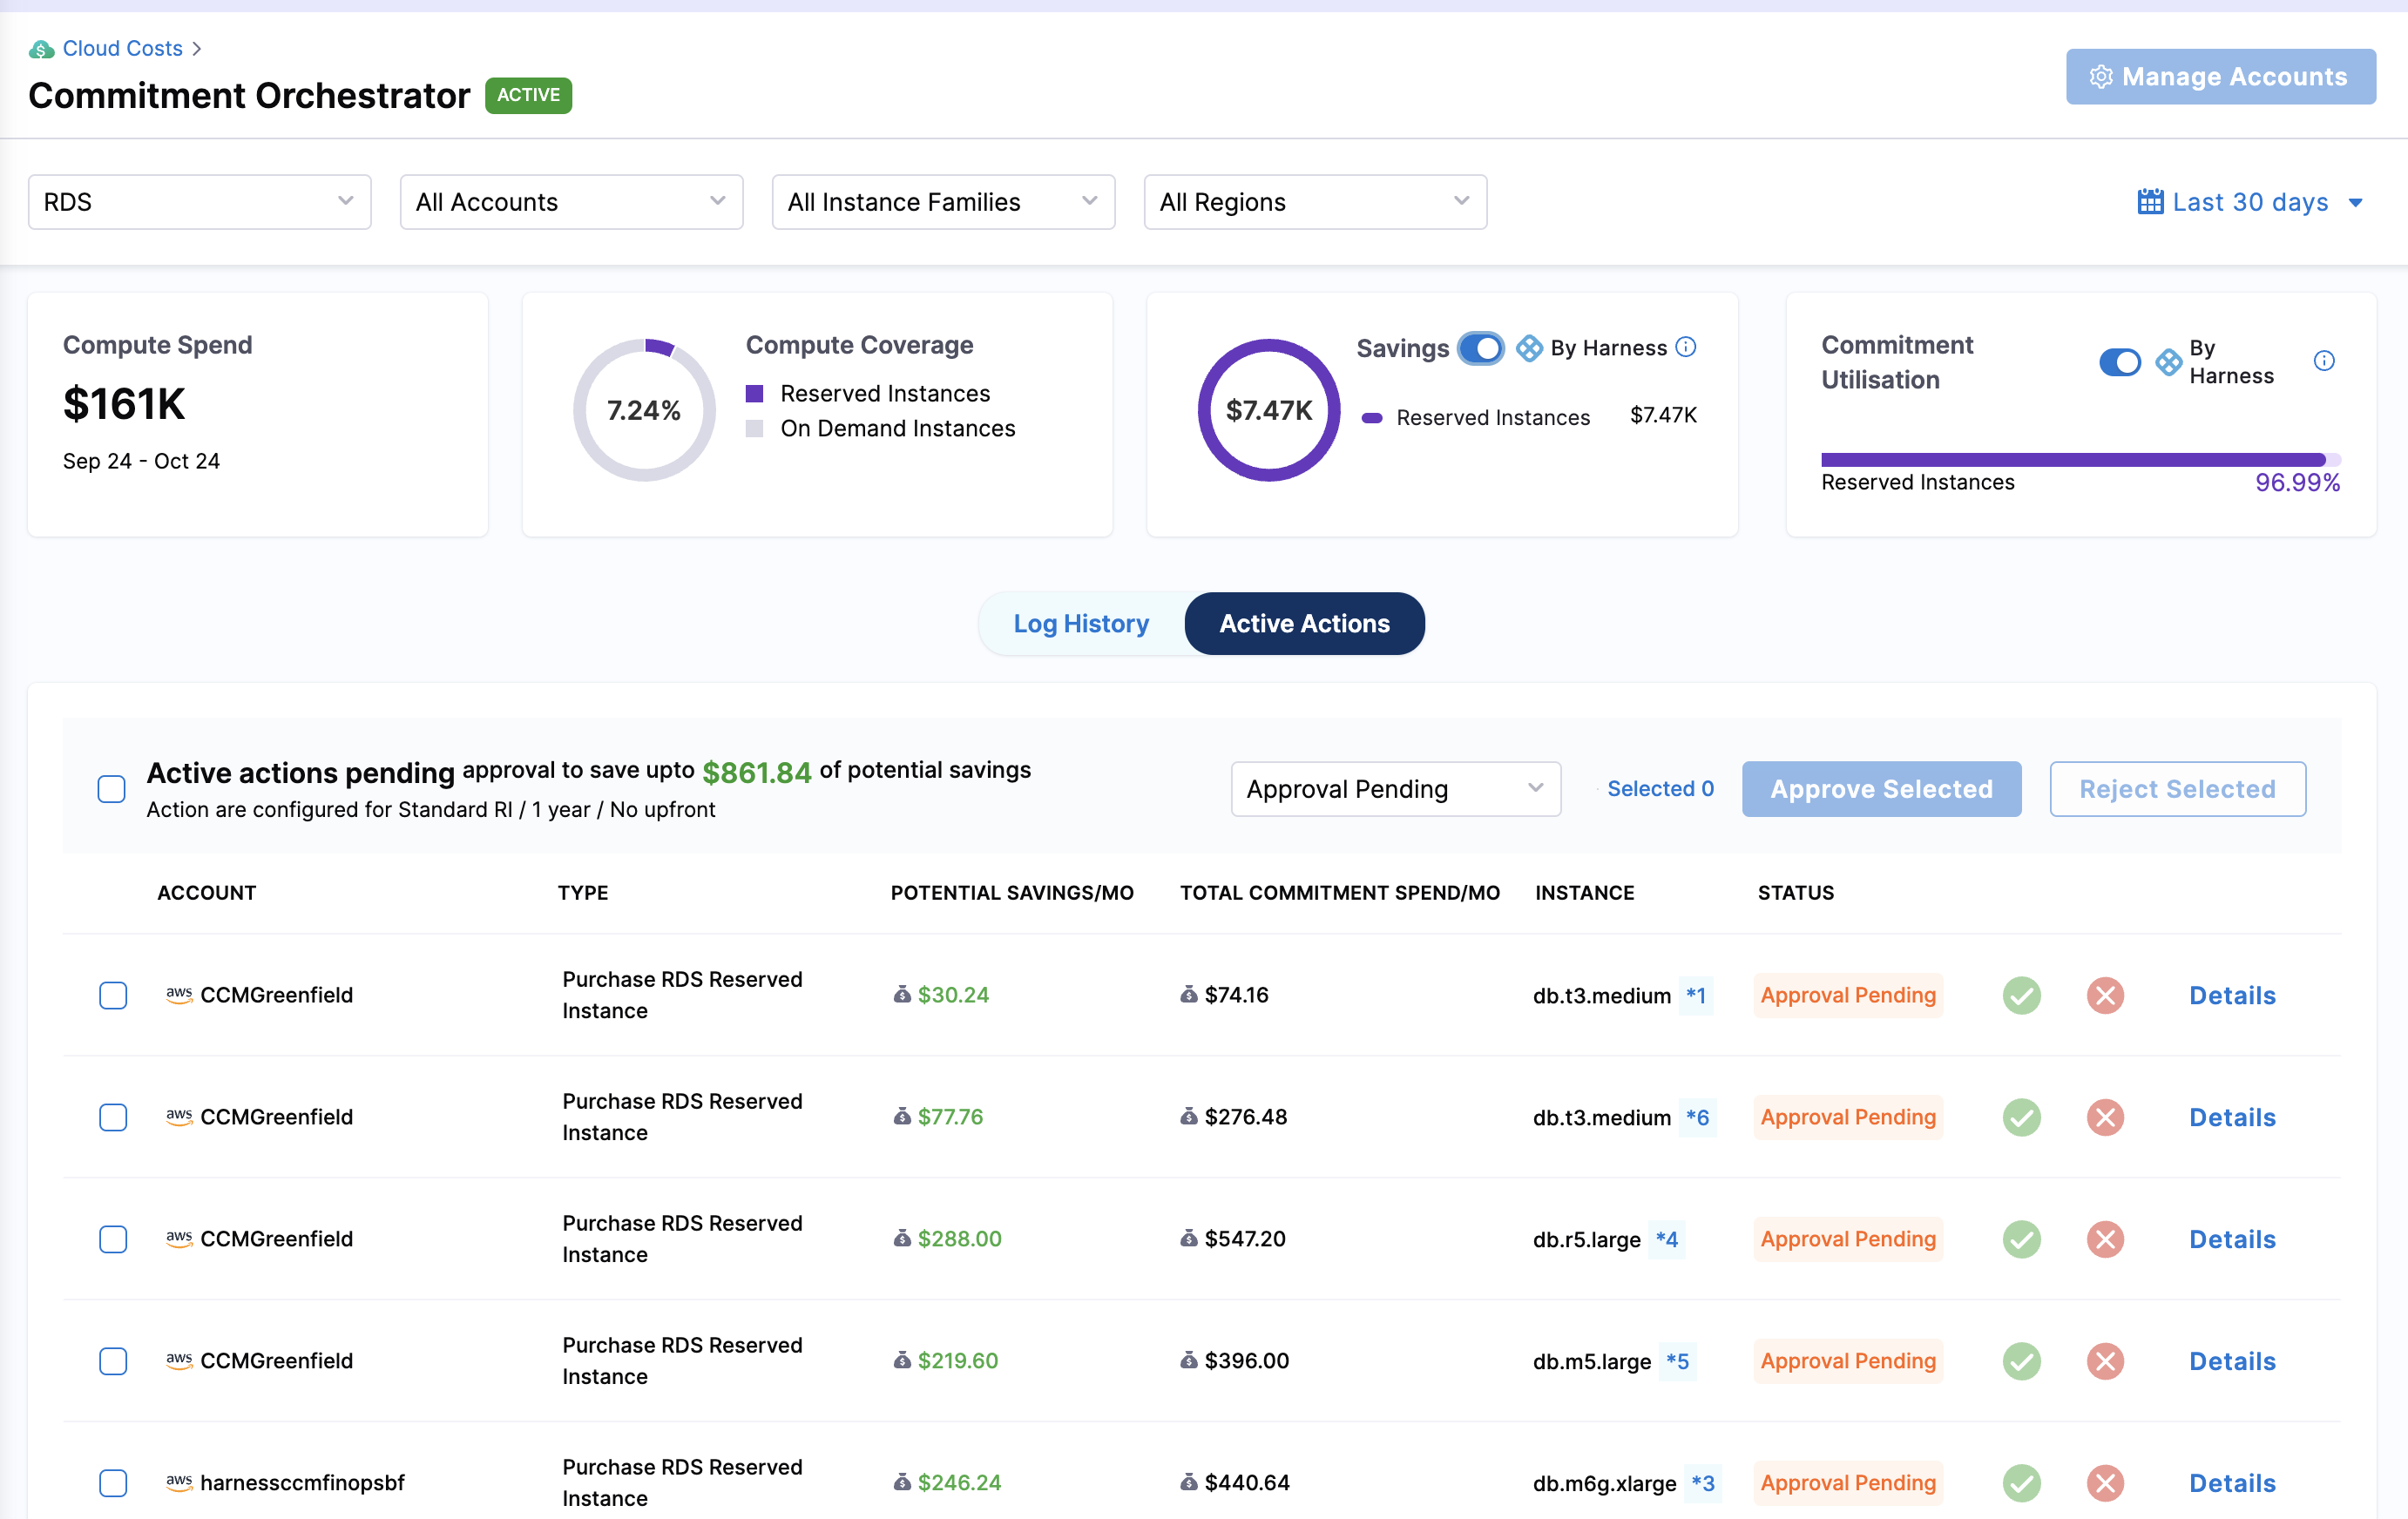 Cloud Costs
Commitment Orchestrator ACTIVE
Manage Accounts
RDS All Accounts All Instance Families All Regions Last 30 days
Compute Spend
$161K
Sep 24 - Oct 24
7.24%
Compute Coverage
Reserved Instances
On Demand Instances
$7.47K
Savings By Harness
Reserved Instances $7.47K
Commitment
Utilisation
By
Harness
Reserved Instances 96.99%
Log History Active Actions
Active actions pending approval to save upto $861.84 of potential savings
Action are configured for Standard RI / 1 year / No upfront
Approval Pending Selected 0 Approve Selected Reject Selected
ACCOUNT TYPE POTENTIAL SAVINGS/MO TOTAL COMMITMENT SPEND/MO INSTANCE STATUS
aws CCMGreenfield Purchase RDS Reserved
Instance
$30.24 $74.16 db.t3.medium *1 Approval Pending Details
aws CCMGreenfield Purchase RDS Reserved
Instance
$77.76 $276.48 db.t3.medium *6 Approval Pending Details
aws CCMGreenfield Purchase RDS Reserved
Instance
$288.00 $547.20 db.r5.large *4 Approval Pending Details
aws CCMGreenfield Purchase RDS Reserved
Instance
$219.60 $396.00 db.m5.large *5 Approval Pending Details
aws harnessccmfinopsbf Purchase RDS Reserved
Instance
$246.24 $440.64 db.m6g.xlarge *3 Approval Pending Details